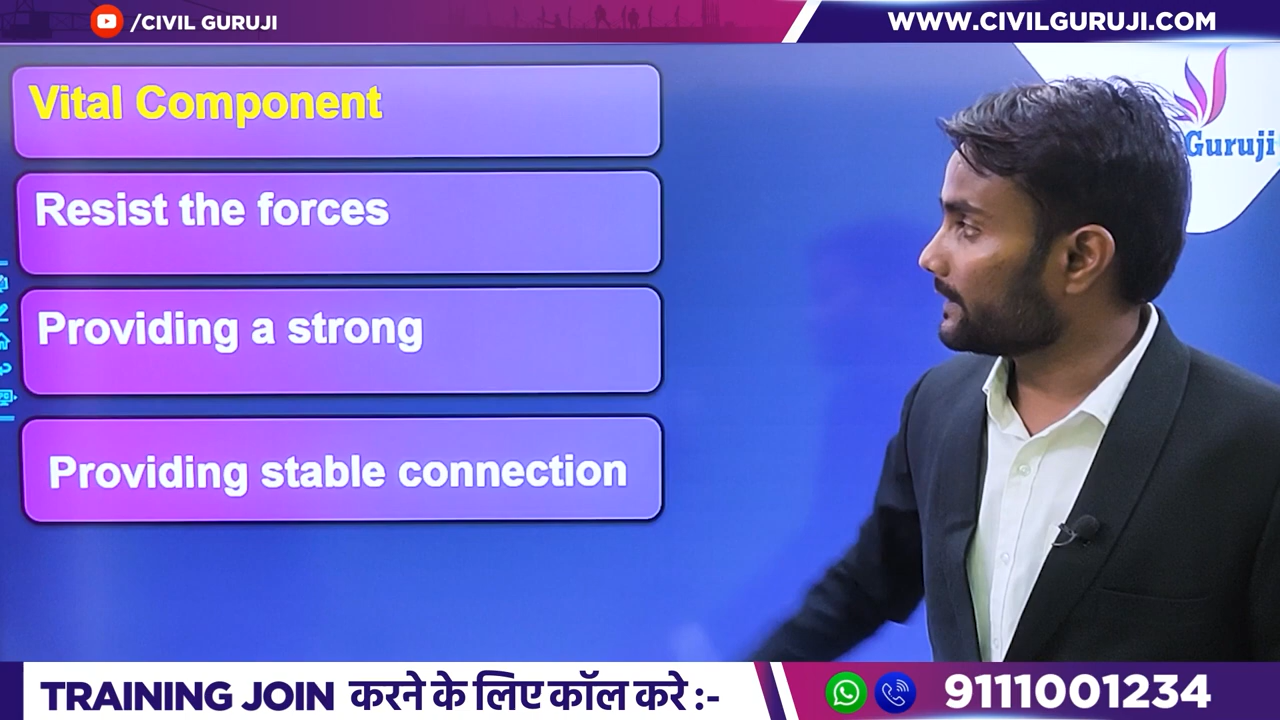 /CIVIL GURUJI
WWW.CIVILGURUJI.COM
Guruji
Vital Component
Resist the forces
Providing a strong
Providing stable connection
TRAINING JOIN करने के लिए कॉल करे :-
9111001234